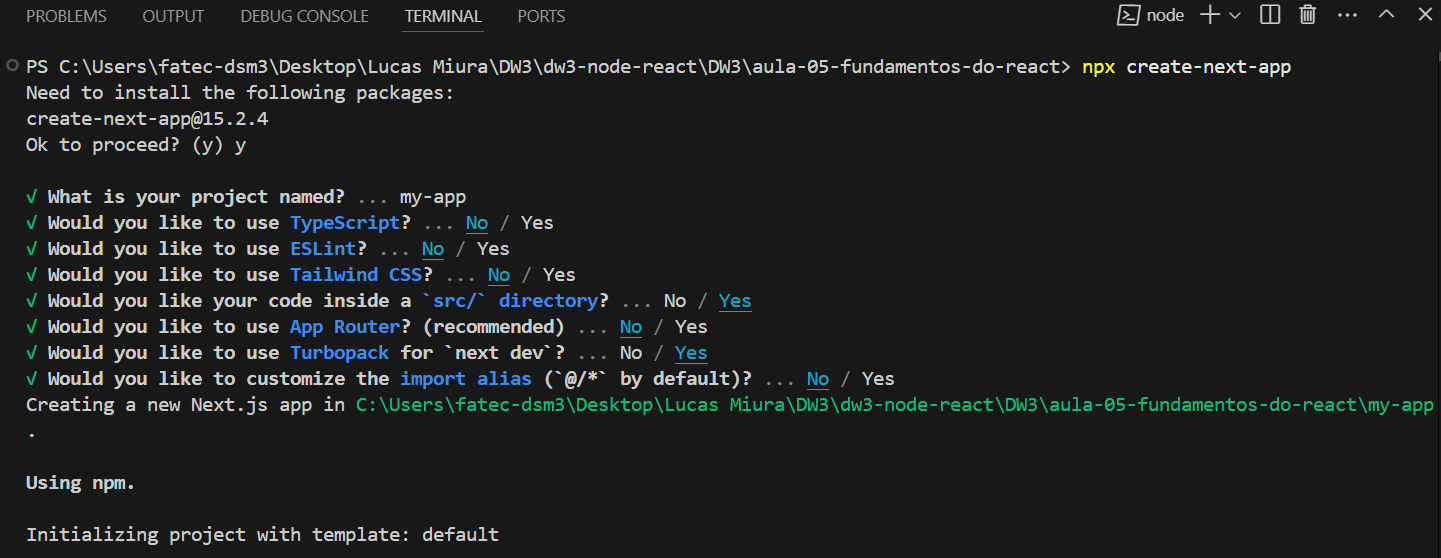 PROBLEMS OUTPUT DEBUG CONSOLE TERMINAL PORTS node
PS C:\Users\fatec-dsm3\Desktop\Lucas Miura\DW3\dw3-node-react\DW3\aula-05-fundamentos-do-react> npx create-next-app
Need to install the following packages:
create-next-app@15.2.4
Ok to proceed? (y) y
√ What is your project named? ... my-app
√ Would you like to use TypeScript? ... No / Yes
√ Would you like to use ESLint? ... No / Yes
√ Would you like to use Tailwind CSS? ... No / Yes
√ Would you like your code inside a `src/` directory? ... No / Yes
√ Would you like to use App Router? (recommended) ... No / Yes
√ Would you like to use Turbopack for `next dev`? ... No / Yes
√ Would you like to customize the import alias (`@/*` by default)? ... No / Yes
Creating a new Next.js app in C:\Users\fatec-dsm3\Desktop\Lucas Miura\DW3\dw3-node-react\DW3\aula-05-fundamentos-do-react\my-app
.
Using npm.
Initializing project with template: default